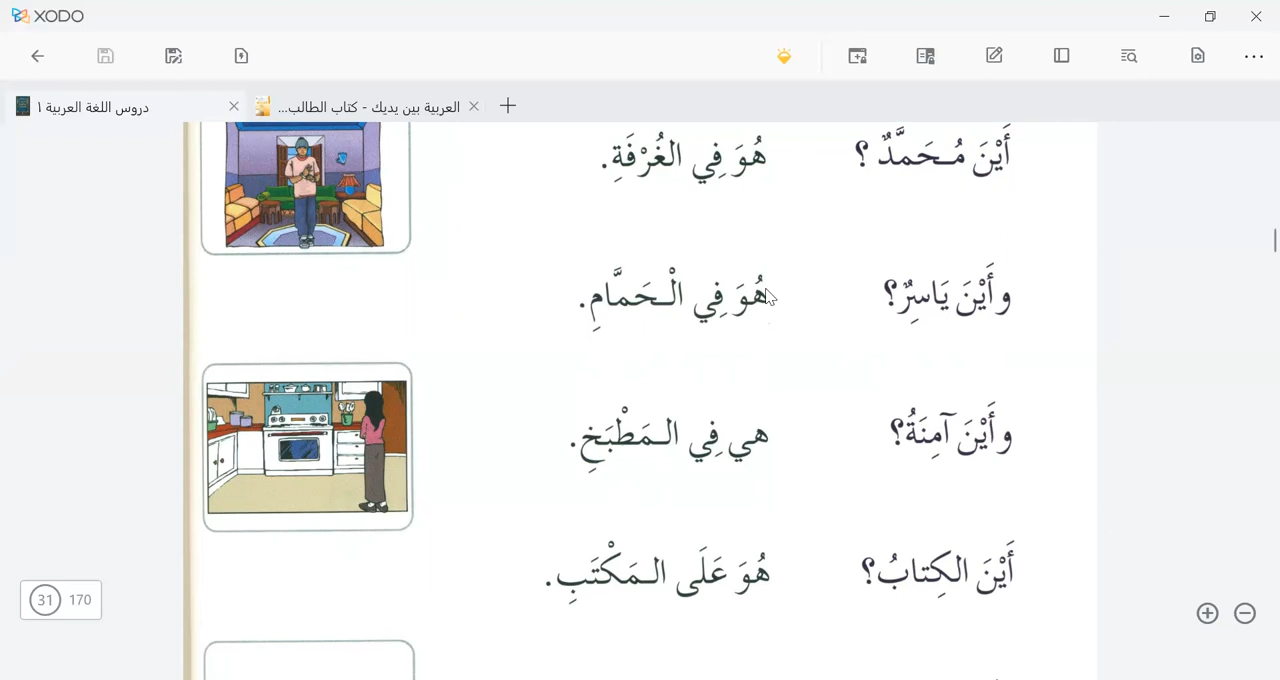 XODO
دروس اللغة العربية ١
العربية بين يديك - كتاب الطالب...
أَيْنَ مُـحَمَّدٌ ؟ هُوَ فِي الغُرْفَةِ.
وأَيْنَ يَاسِرٌ؟ هُوَ فِي الْـحَمَّامِ.
وأَيْنَ آمِنَةُ؟ هي فِي الـمَطْبَخِ.
أَيْنَ الكِتابُ؟ هُوَ عَلَى الـمَكْتَبِ.
31 170